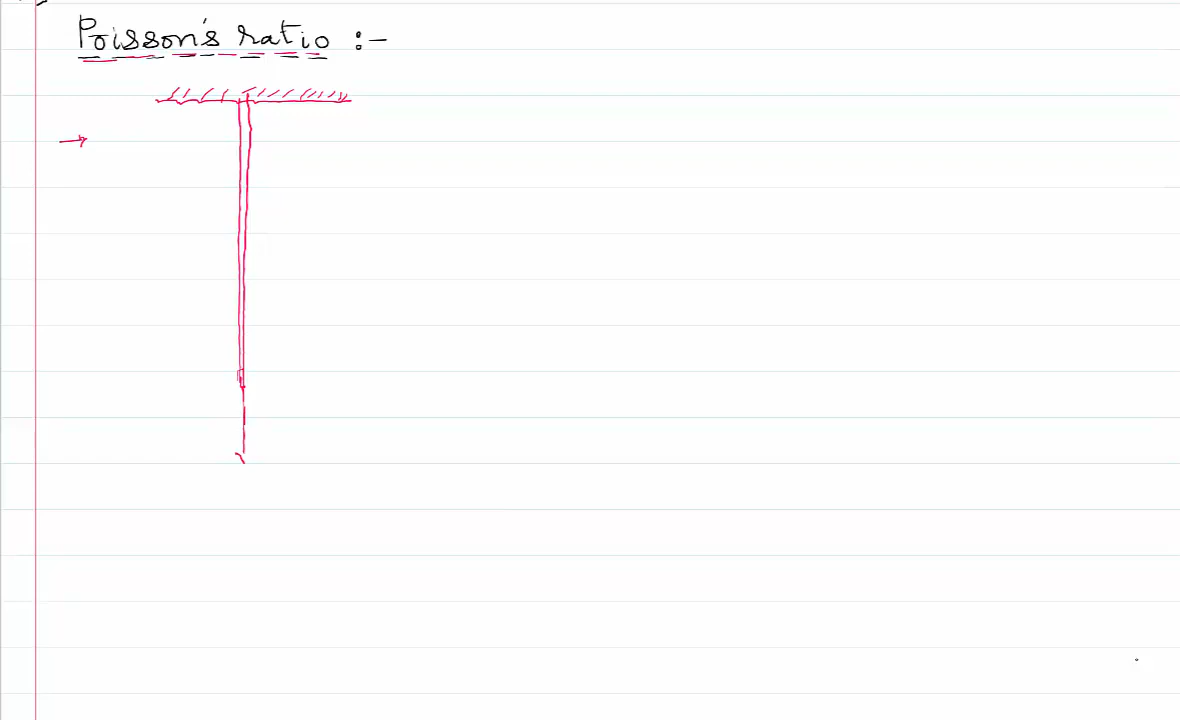 Poisson's ratio :-
→